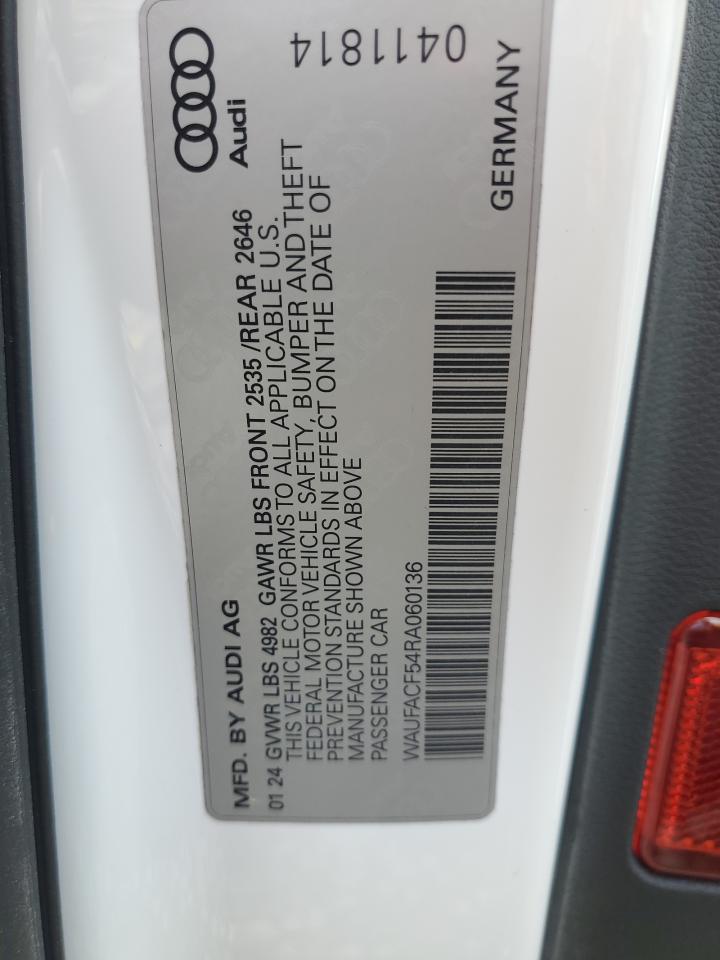 MFD. BY AUDI AG
Audi
01 24 GVWR LBS 4982 GAWR LBS FRONT 2535 /REAR 2646
THIS VEHICLE CONFORMS TO ALL APPLICABLE U.S.
FEDERAL MOTOR VEHICLE SAFETY, BUMPER AND THEFT
PREVENTION STANDARDS IN EFFECT ON THE DATE OF
MANUFACTURE SHOWN ABOVE
PASSENGER CAR
WAUFACF54RA060136
0411814
GERMANY